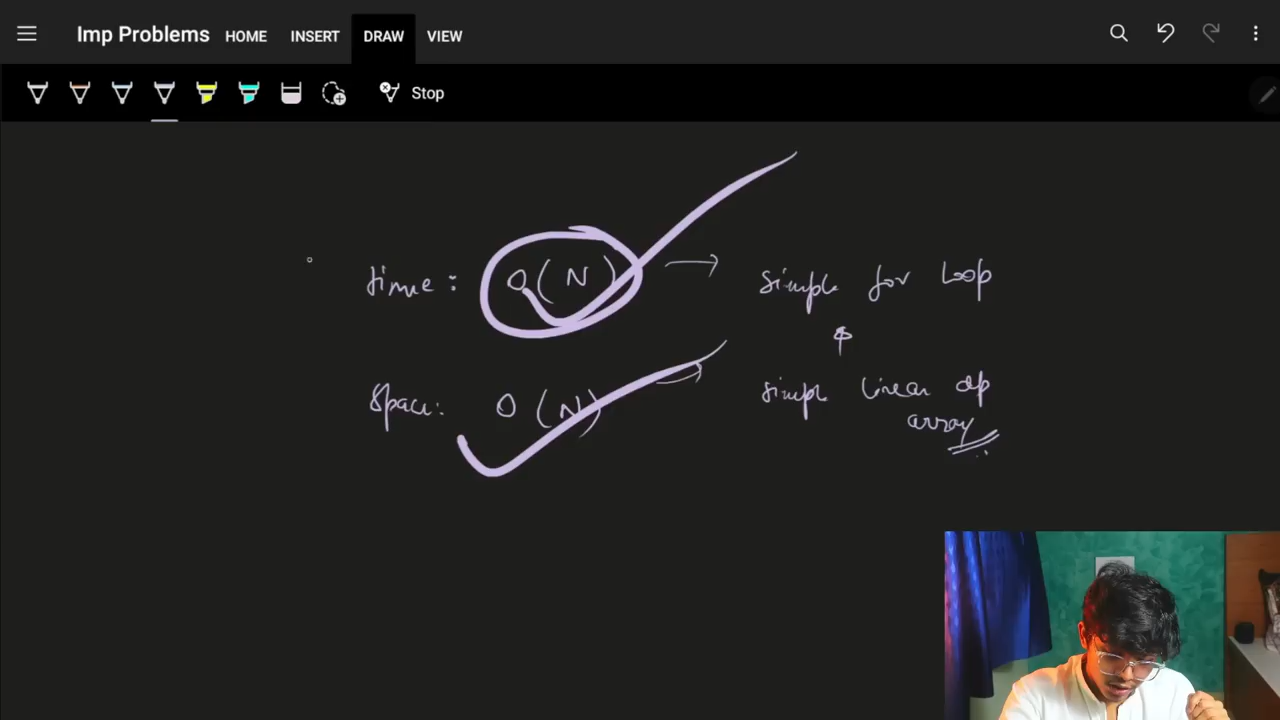 Imp Problems HOME INSERT DRAW VIEW
Stop
time: O(N) → simple for loop
Space: O(N) → simple linear dp
array